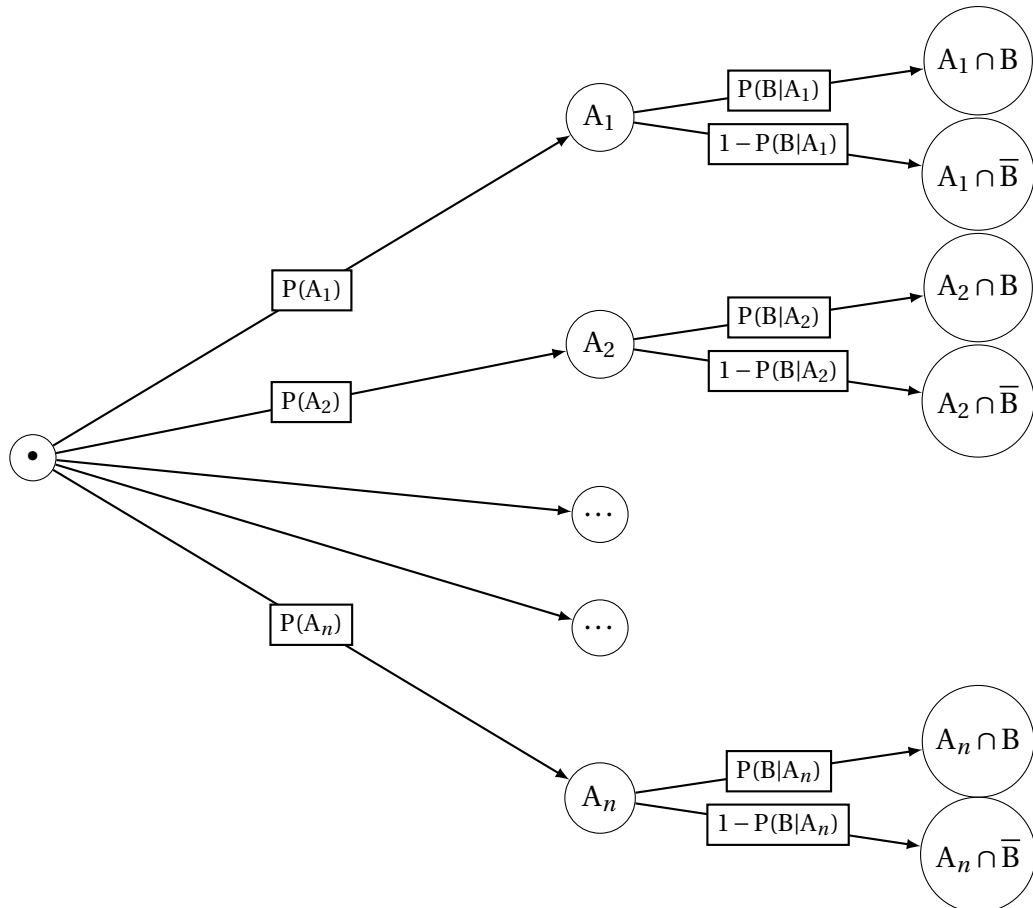 A₁ ∩ B
P(B|A₁)
A₁
1 − P(B|A₁)
A₁ ∩ B̅
P(A₁)
A₂ ∩ B
P(B|A₂)
A₂
1 − P(B|A₂)
P(A₂)
A₂ ∩ B̅
•
...
...
P(Aₙ)
Aₙ ∩ B
P(B|Aₙ)
Aₙ
1 − P(B|Aₙ)
Aₙ ∩ B̅